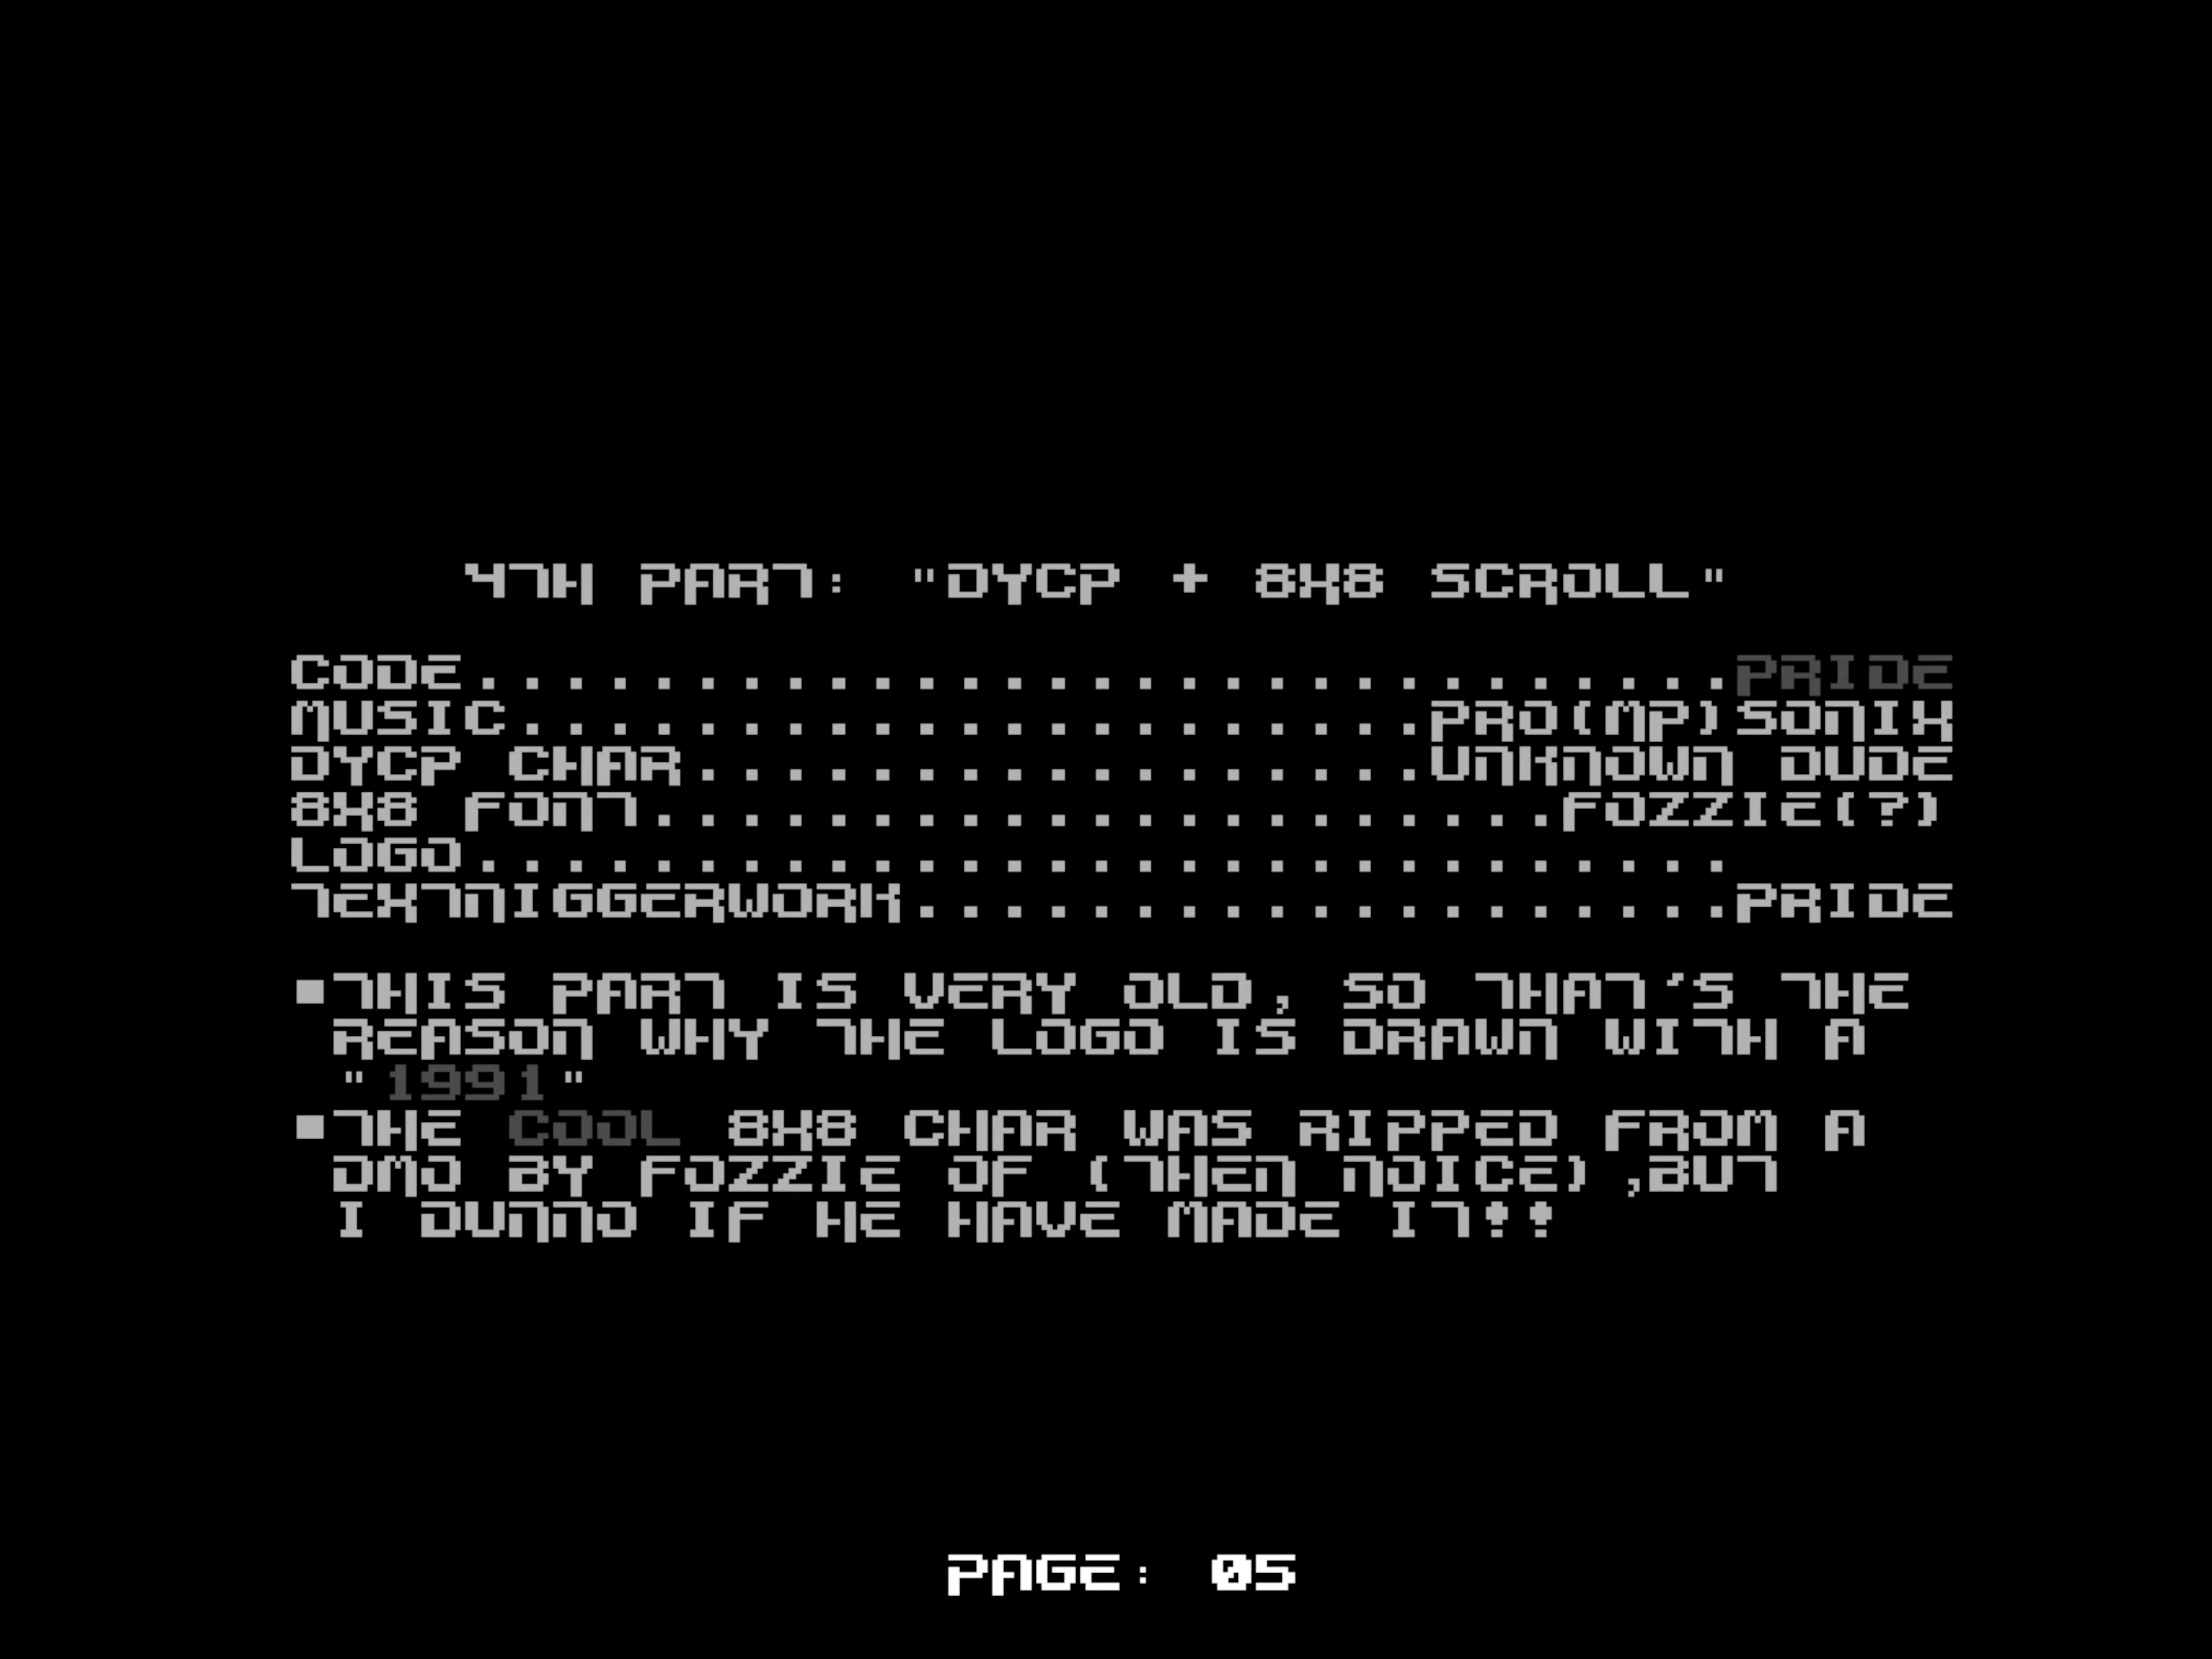 4TH PART: "DYCP + 8X8 SCROLL"
CODE.............................PRIDE
MUSIC.....................PRO(MP)SONIX
DYCP CHAR.................UNKNOWN DUDE
8X8 FONT.....................FOZZIE(?)
LOGO.............................
TEXTNIGGERWORK...................PRIDE
■THIS PART IS VERY OLD, SO THAT'S THE
REASON WHY THE LOGO IS DRAWN WITH A
"1991"
■THE COOL 8X8 CHAR WAS RIPPED FROM A
DMO BY FOZZIE OF (THEN NOICE),BUT
I DUNNO IF HE HAVE MADE IT!!
PAGE: 05